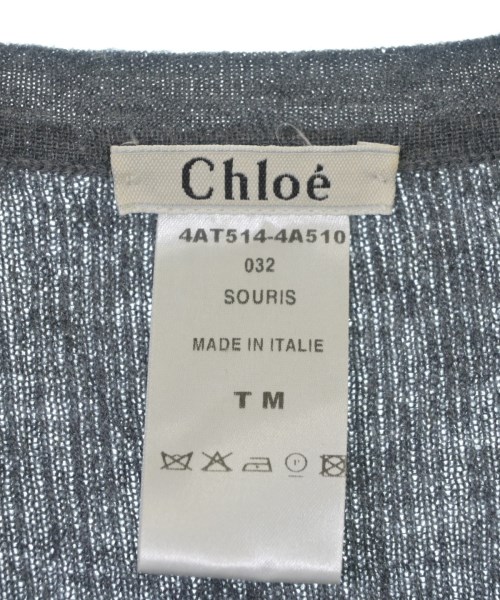 Chloé
4AT514-4A510
032
SOURIS
MADE IN ITALIE
T M